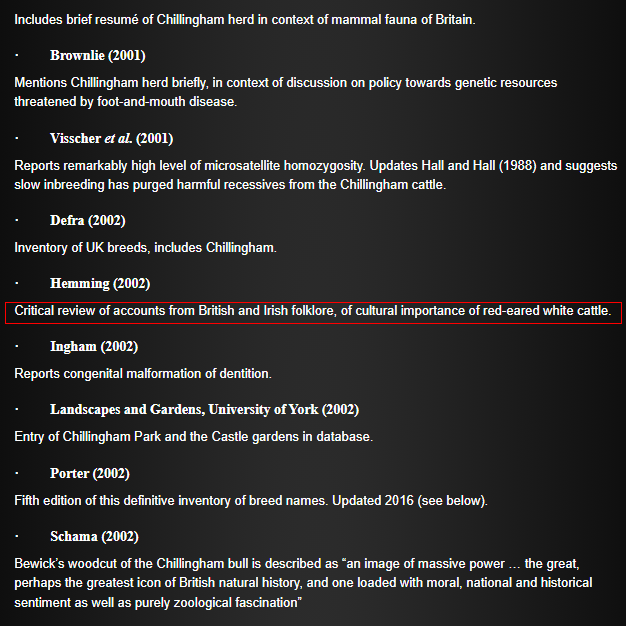 Includes brief resumé of Chillingham herd in context of mammal fauna of Britain.
· Brownlie (2001)
Mentions Chillingham herd briefly, in context of discussion on policy towards genetic resources
threatened by foot-and-mouth disease.
· Visscher et al. (2001)
Reports remarkably high level of microsatellite homozygosity. Updates Hall and Hall (1988) and suggests
slow inbreeding has purged harmful recessives from the Chillingham cattle.
· Defra (2002)
Inventory of UK breeds, includes Chillingham.
· Hemming (2002)
Critical review of accounts from British and Irish folklore, of cultural importance of red-eared white cattle.
· Ingham (2002)
Reports congenital malformation of dentition.
· Landscapes and Gardens, University of York (2002)
Entry of Chillingham Park and the Castle gardens in database.
· Porter (2002)
Fifth edition of this definitive inventory of breed names. Updated 2016 (see below).
· Schama (2002)
Bewick’s woodcut of the Chillingham bull is described as “an image of massive power … the great,
perhaps the greatest icon of British natural history, and one loaded with moral, national and historical
sentiment as well as purely zoological fascination”